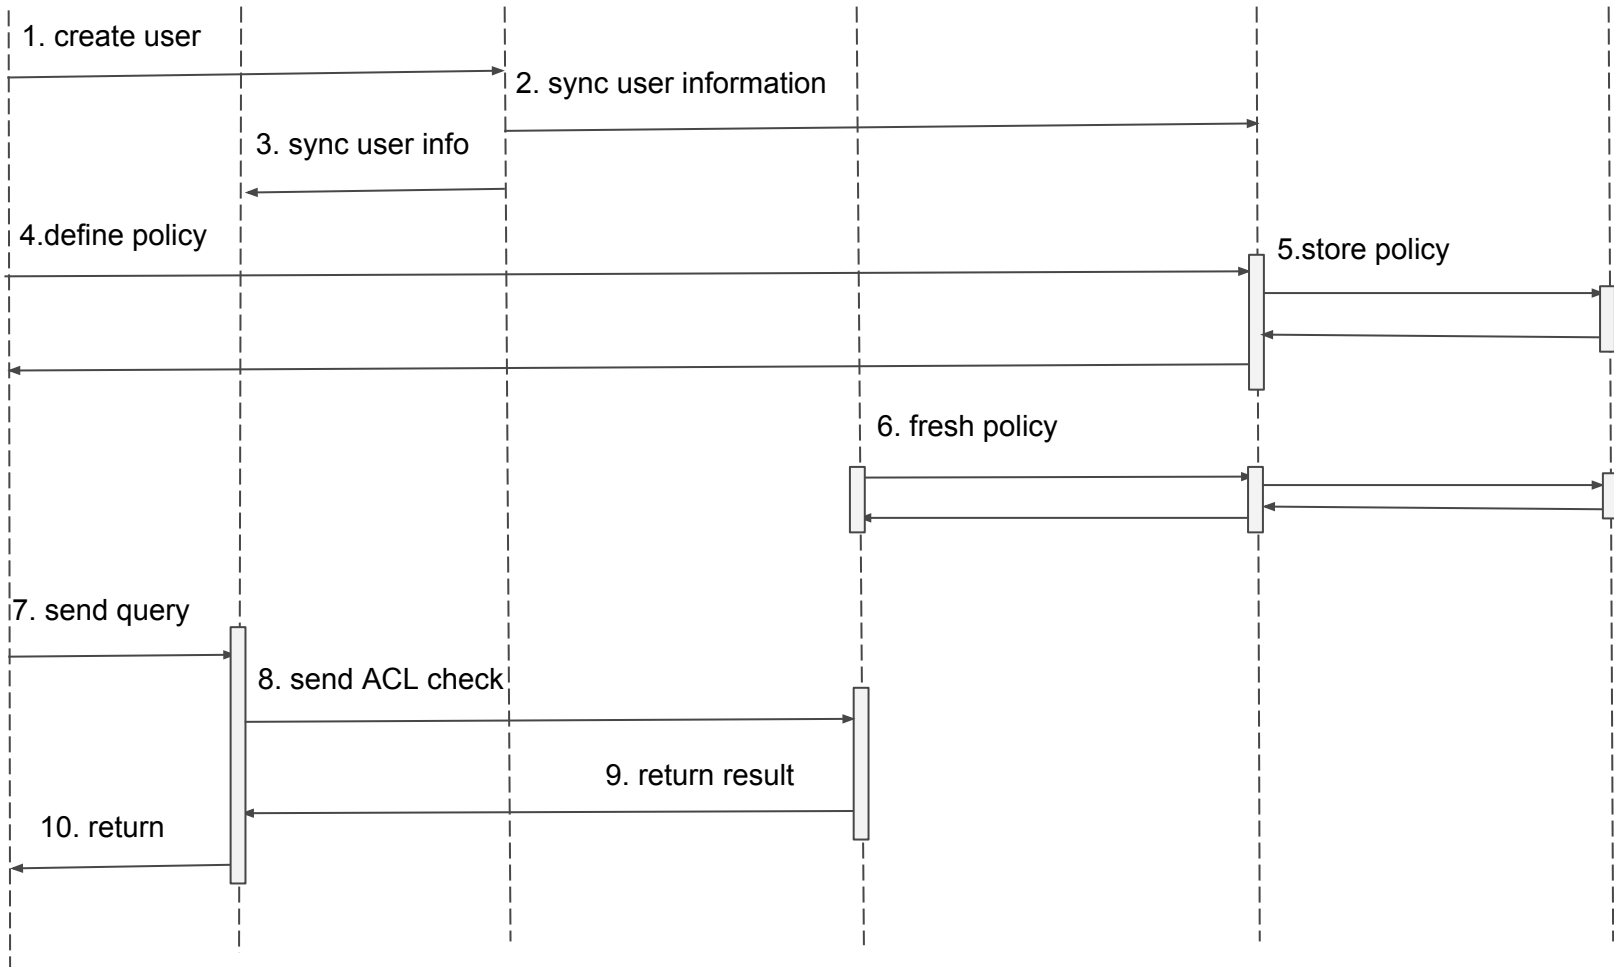 1. create user
2. sync user information
3. sync user info
4.define policy
5.store policy
6. fresh policy
7. send query
8. send ACL check
9. return result
10. return